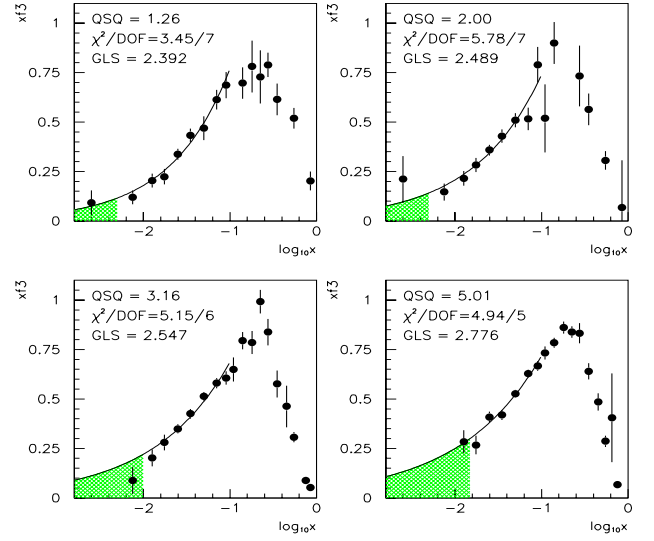 xf3
1
0.75
0.5
0.25
0
QSQ = 1.26
χ²/DOF=3.45/7
GLS = 2.392
-2
-1
0
log₁₀x
xf3
1
0.75
0.5
0.25
0
QSQ = 2.00
χ²/DOF=5.78/7
GLS = 2.489
-2
-1
0
log₁₀x
xf3
1
0.75
0.5
0.25
0
QSQ = 3.16
χ²/DOF=5.15/6
GLS = 2.547
-2
-1
0
log₁₀x
xf3
1
0.75
0.5
0.25
0
QSQ = 5.01
χ²/DOF=4.94/5
GLS = 2.776
-2
-1
0
log₁₀x